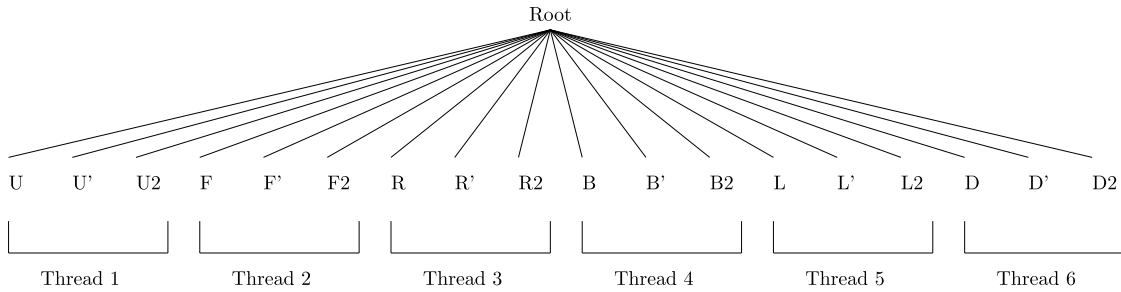 Root
U U' U2 F F' F2 R R' R2 B B' B2 L L' L2 D D' D2
Thread 1 Thread 2 Thread 3 Thread 4 Thread 5 Thread 6